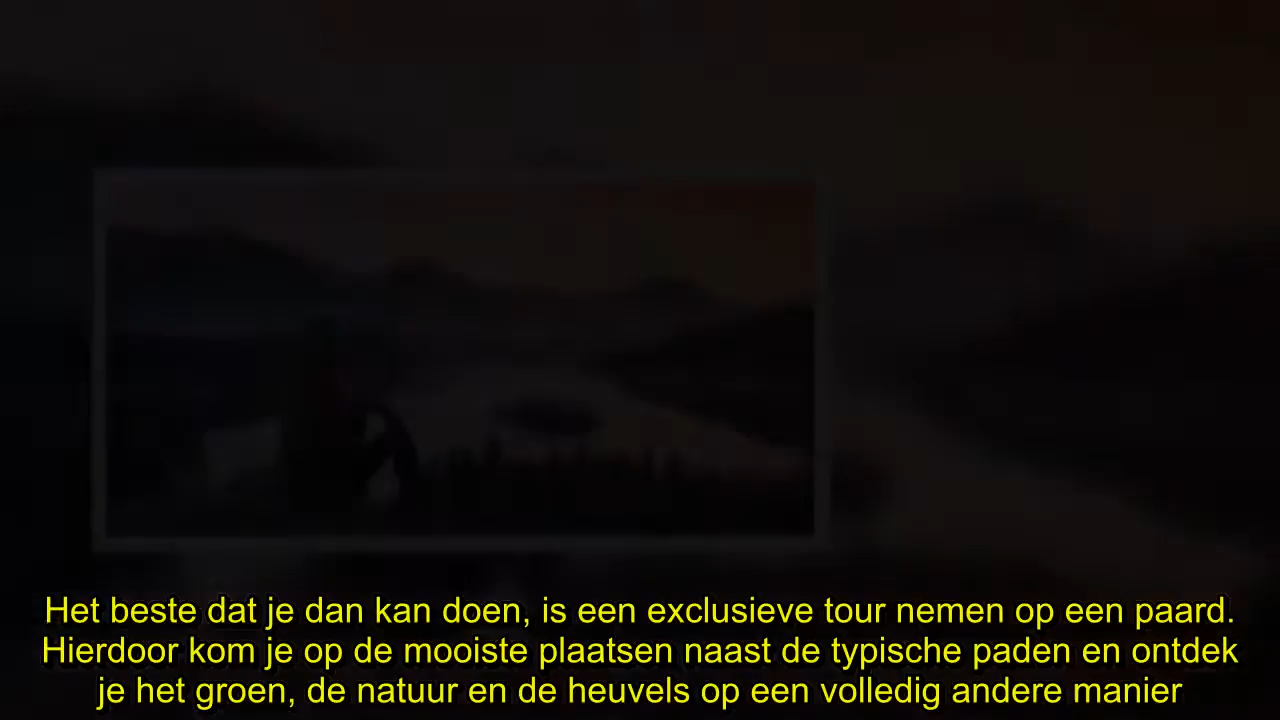 Het beste dat je dan kan doen, is een exclusieve tour nemen op een paard.
Hierdoor kom je op de mooiste plaatsen naast de typische paden en ontdek
je het groen, de natuur en de heuvels op een volledig andere manier